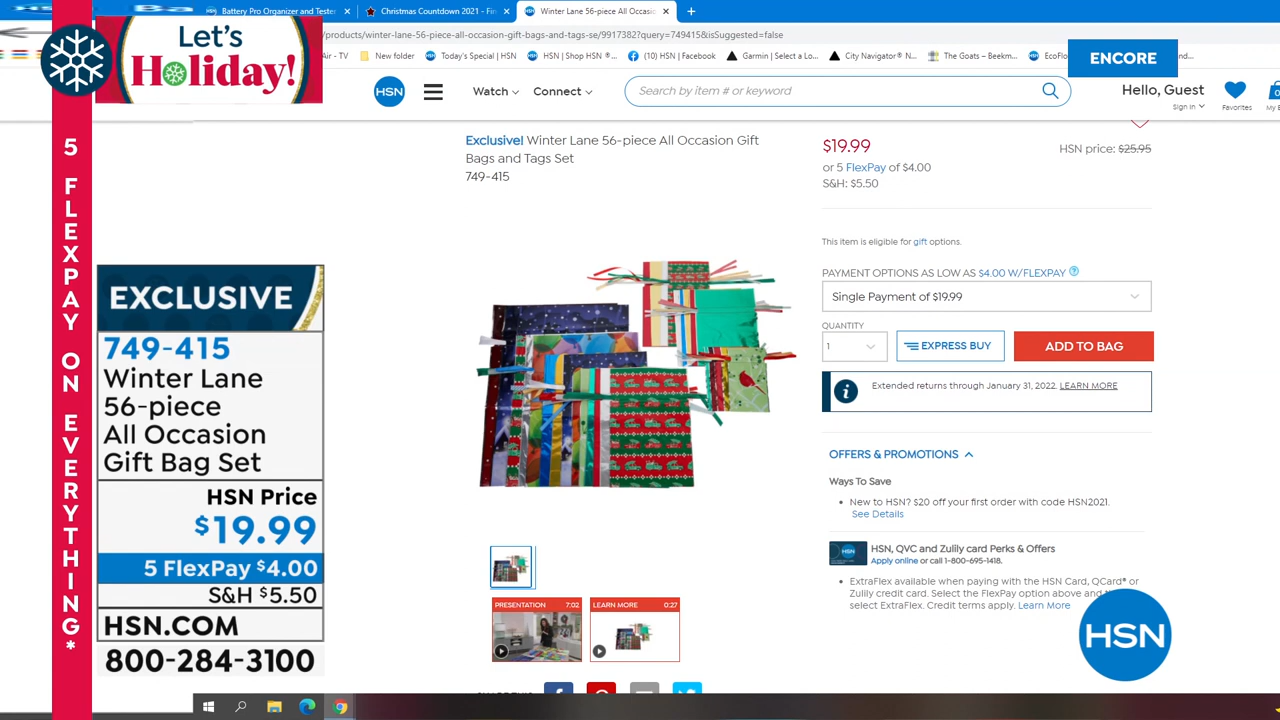 Battery Pro Organizer and Tester
Christmas Countdown 2021 - Fin
Winter Lane 56-piece All Occasio
/products/winter-lane-56-piece-all-occasion-gift-bags-and-tags-se/9917382?query=749415&isSuggested=false
Air - TV
New folder
Today's Special | HSN
HSN | Shop HSN ®...
(10) HSN | Facebook
Garmin | Select a Lo...
City Navigator® N...
The Goats – Beekm...
EcoFlo
Let's
Holiday!
ENCORE
HSN
Watch
Connect
Search by item # or keyword
Hello, Guest
Sign In
Favorites
0
My B
5 FLEXPAY ON EVERYTHING*
EXCLUSIVE
749-415
Winter Lane
56-piece
All Occasion
Gift Bag Set
HSN Price
$19.99
5 FlexPay $4.00
S&H $5.50
HSN.COM
800-284-3100
Exclusive! Winter Lane 56-piece All Occasion Gift
Bags and Tags Set
749-415
PRESENTATION 7:02
LEARN MORE 0:27
$19.99
HSN price: $25.95
or 5 FlexPay of $4.00
S&H: $5.50
This item is eligible for gift options.
PAYMENT OPTIONS AS LOW AS $4.00 W/FLEXPAY
Single Payment of $19.99
QUANTITY
1
EXPRESS BUY
ADD TO BAG
Extended returns through January 31, 2022. LEARN MORE
OFFERS & PROMOTIONS
Ways To Save
New to HSN? $20 off your first order with code HSN2021.
See Details
HSN, QVC and Zulily card Perks & Offers
Apply online or call 1-800-695-1418.
ExtraFlex available when paying with the HSN Card, QCard® or
Zulily credit card. Select the FlexPay option above and
select ExtraFlex. Credit terms apply. Learn More
HSN